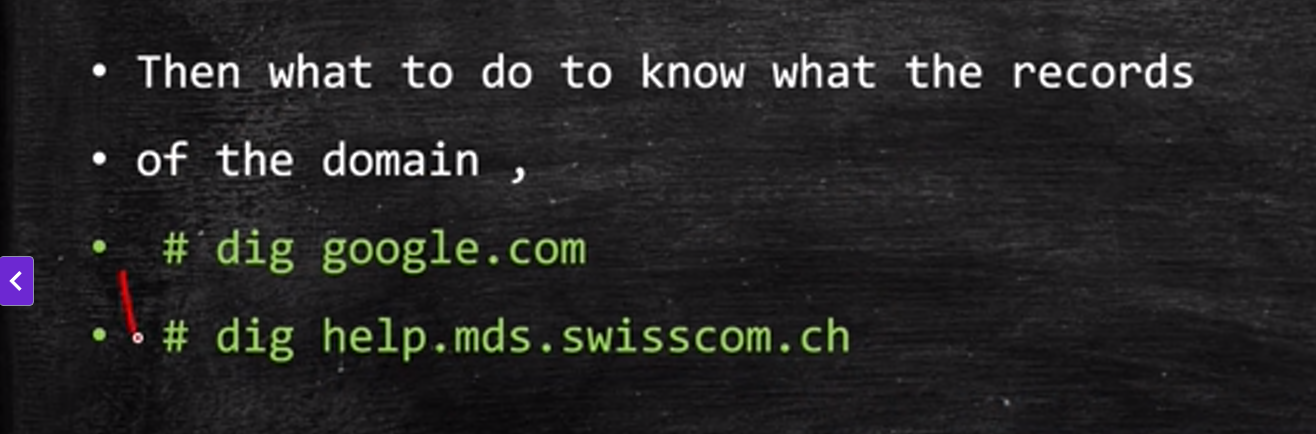 • Then what to do to know what the records
• of the domain ,
• # dig google.com
• # dig help.mds.swisscom.ch